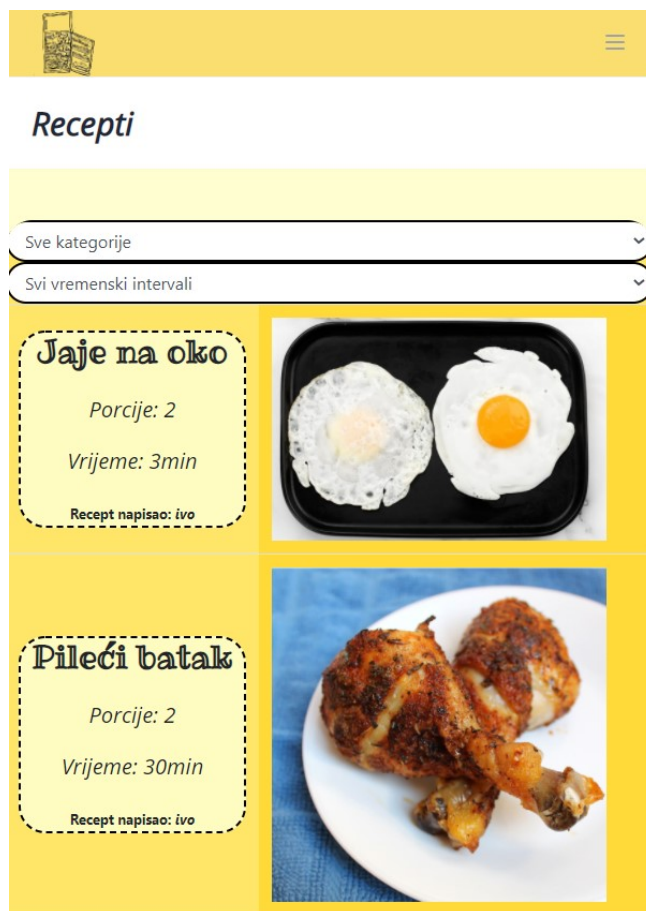 Recepti
Sve kategorije
Svi vremenski intervali
Jaje na oko
Porcije: 2
Vrijeme: 3min
Recept napisao: ivo
Pileći batak
Porcije: 2
Vrijeme: 30min
Recept napisao: ivo